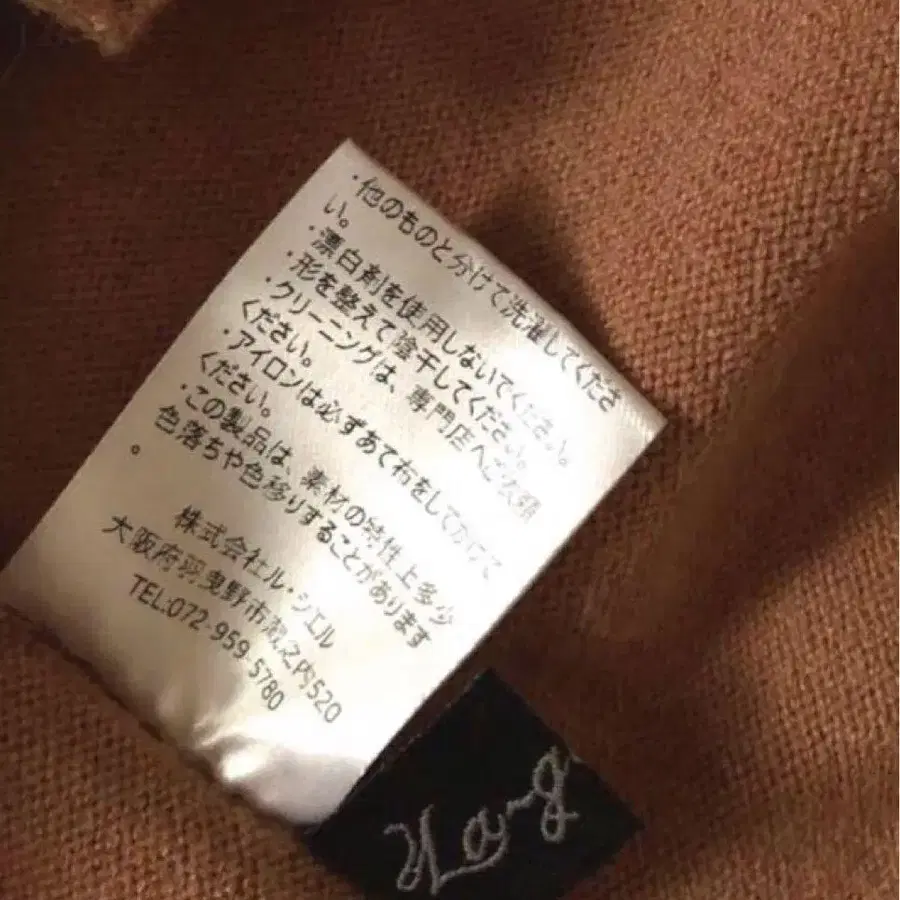 ・他のものと分けて洗濯してくださ
い。
・漂白剤を使用しないでください。
・形を整えて陰干してください。
・クリーニングは、専門店へご依頼
ください。
・アイロンは必ずあて布をしてかけて
ください。
・この製品は、素材の特性上多少
色落ちや色移りすることがあります
。
株式会社ル・シエル
大阪府羽曳野市蔵之内520
TEL:072-959-5780